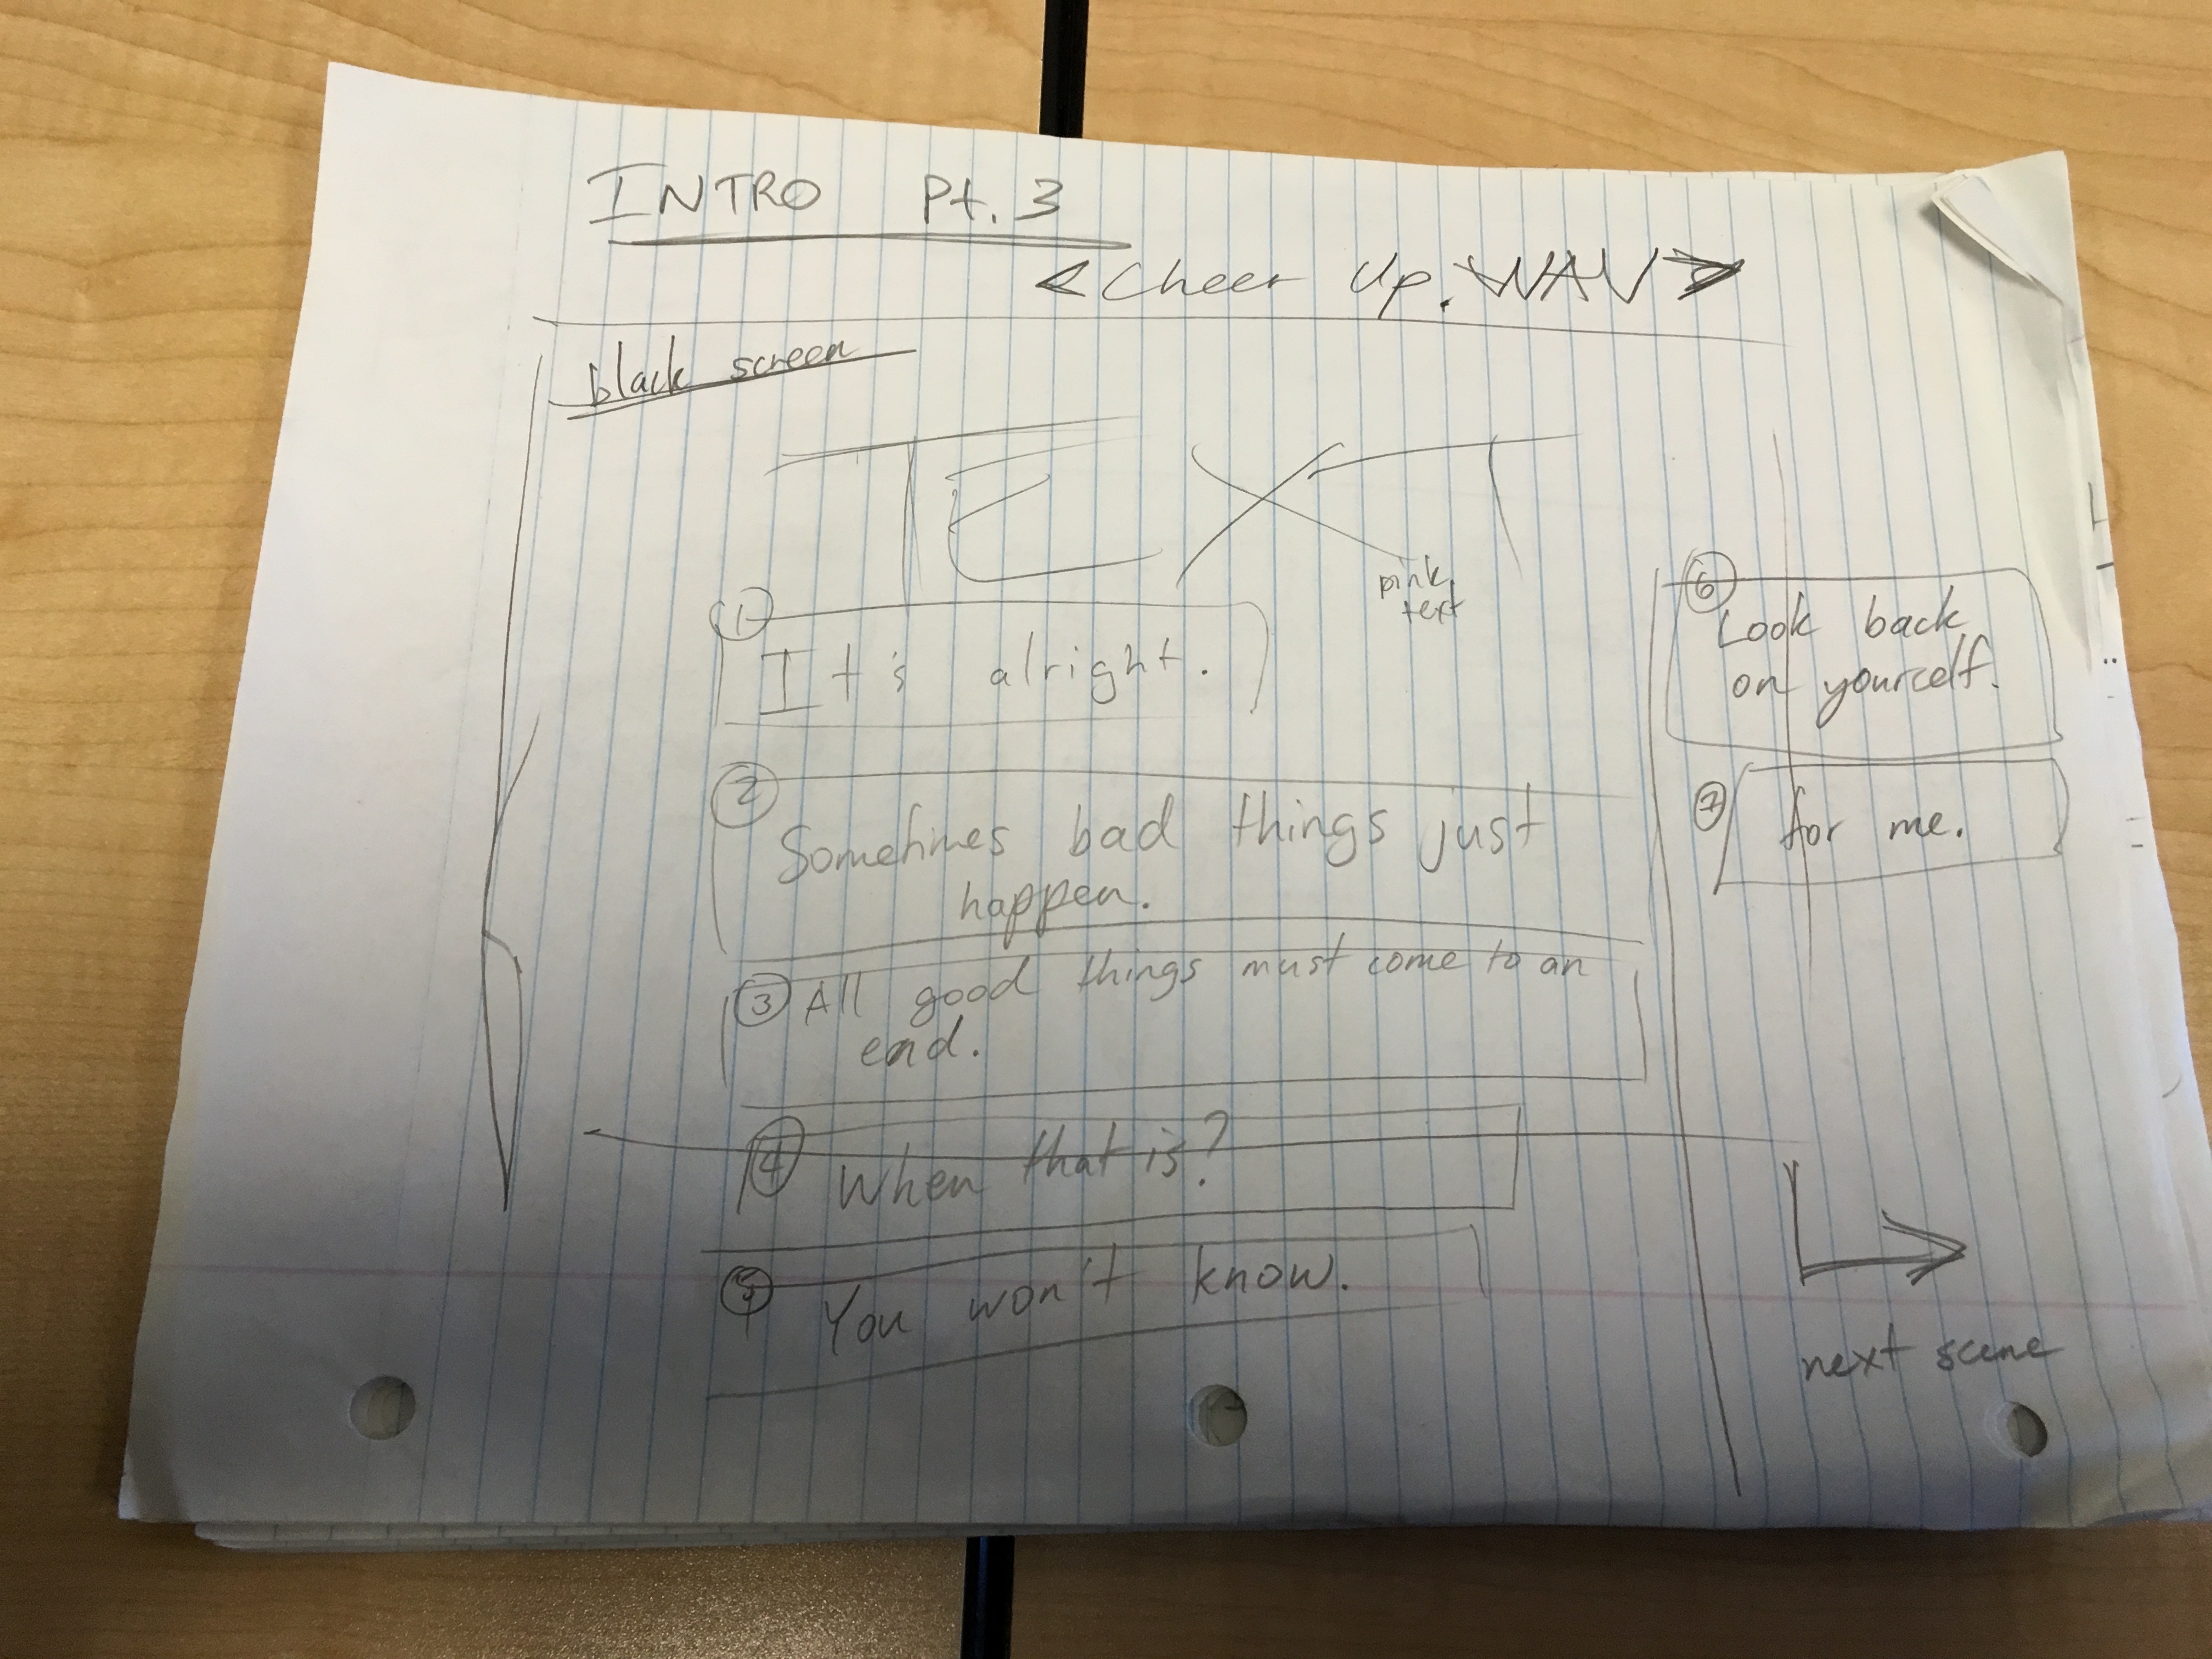 INTRO Pt. 3
<Cheer Up.WAV>
black screen
TEXT
pink
text
① It's alright.
② Sometimes bad things just
happen.
③ All good things must come to an
end.
④ When that is?
⑤ You won't know.
⑥ Look back
on yourself.
⑦ for me.
next scene